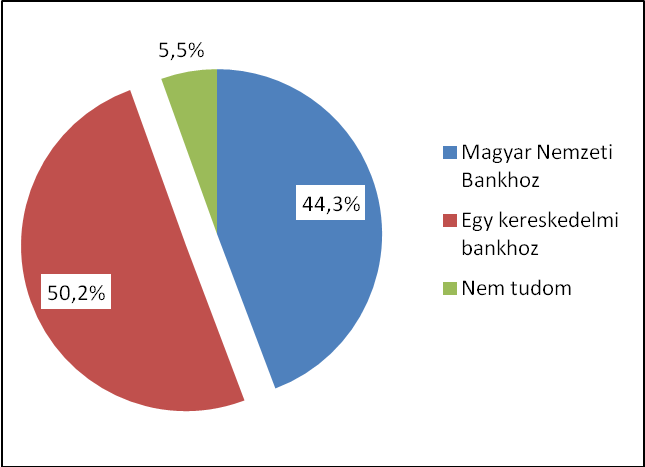 5,5%
44,3%
50,2%
Magyar Nemzeti
Bankhoz
Egy kereskedelmi
bankhoz
Nem tudom